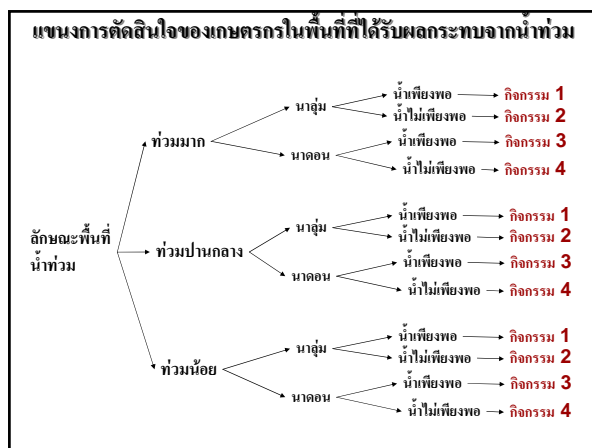 แขนงการตัดสินใจของเกษตรกรในพื้นที่ที่ได้รับผลกระทบจากน้ำท่วม
ลักษณะพื้นที่
น้ำท่วม
ท่วมมาก
นาลุ่ม
น้ำเพียงพอ กิจกรรม 1
น้ำไม่เพียงพอ กิจกรรม 2
นาดอน
น้ำเพียงพอ กิจกรรม 3
น้ำไม่เพียงพอ กิจกรรม 4
ท่วมปานกลาง
นาลุ่ม
น้ำเพียงพอ กิจกรรม 1
น้ำไม่เพียงพอ กิจกรรม 2
นาดอน
น้ำเพียงพอ กิจกรรม 3
น้ำไม่เพียงพอ กิจกรรม 4
ท่วมน้อย
นาลุ่ม
น้ำเพียงพอ กิจกรรม 1
น้ำไม่เพียงพอ กิจกรรม 2
นาดอน
น้ำเพียงพอ กิจกรรม 3
น้ำไม่เพียงพอ กิจกรรม 4